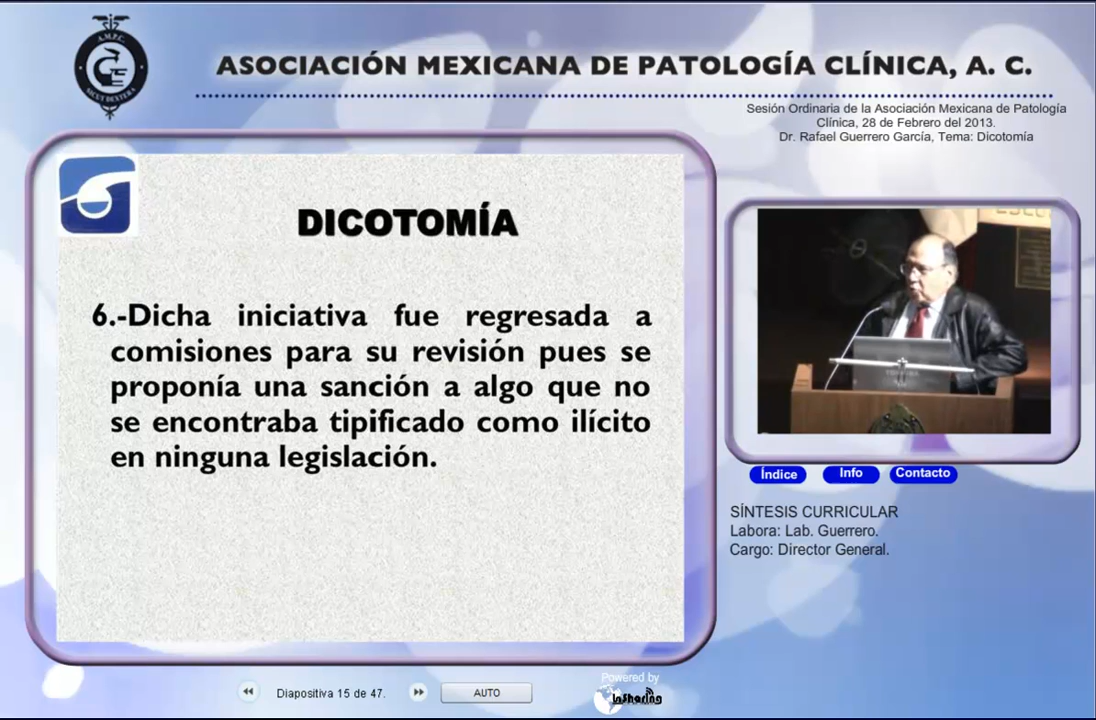 A.M.P.C.
SICUT DEXTERA
ASOCIACIÓN MEXICANA DE PATOLOGÍA CLÍNICA, A. C.
Sesión Ordinaria de la Asociación Mexicana de Patología
Clínica, 28 de Febrero del 2013.
Dr. Rafael Guerrero García, Tema: Dicotomía
DICOTOMÍA
6.-Dicha iniciativa fue regresada a
comisiones para su revisión pues se
proponía una sanción a algo que no
se encontraba tipificado como ilícito
en ninguna legislación.
Índice
Info
Contacto
SÍNTESIS CURRICULAR
Labora: Lab. Guerrero.
Cargo: Director General.
Diapositiva 15 de 47.
AUTO
Powered by
InSharing